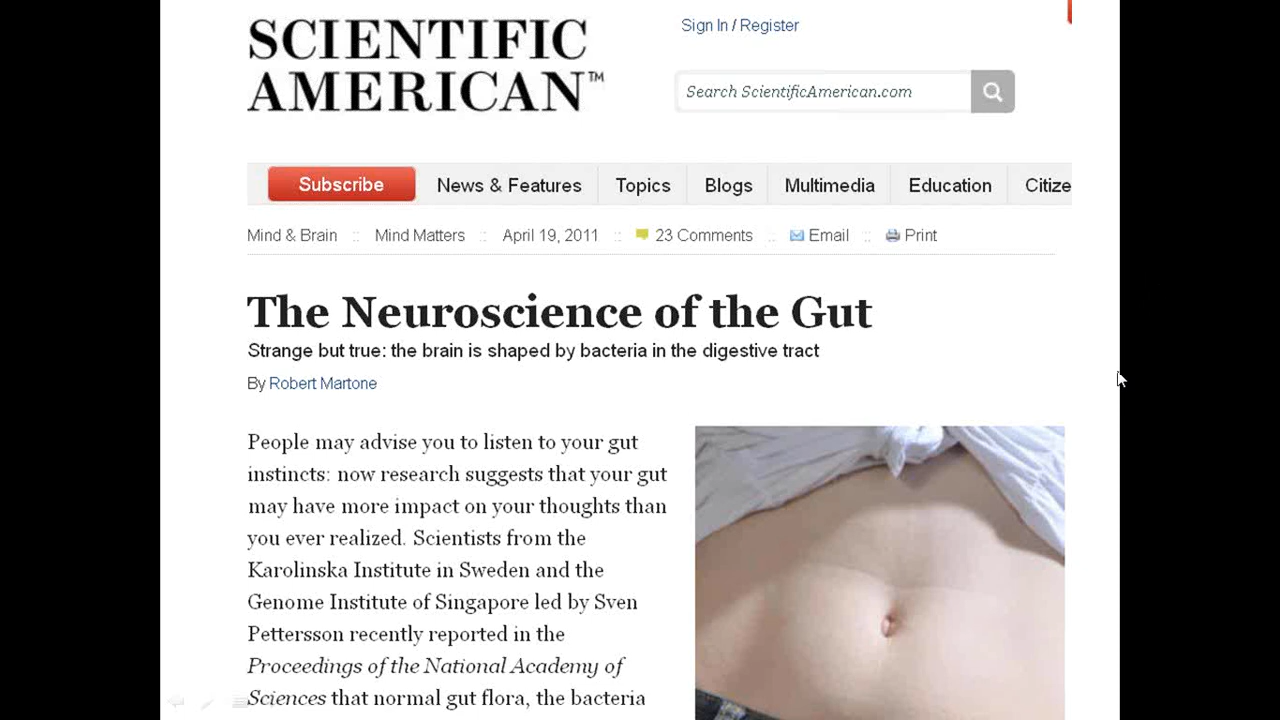 SCIENTIFIC
AMERICAN™
Sign In / Register
Search ScientificAmerican.com
Subscribe
News & Features
Topics
Blogs
Multimedia
Education
Citize
Mind & Brain :: Mind Matters :: April 19, 2011 :: 23 Comments :: Email :: Print
The Neuroscience of the Gut
Strange but true: the brain is shaped by bacteria in the digestive tract
By Robert Martone
People may advise you to listen to your gut
instincts: now research suggests that your gut
may have more impact on your thoughts than
you ever realized. Scientists from the
Karolinska Institute in Sweden and the
Genome Institute of Singapore led by Sven
Pettersson recently reported in the
Proceedings of the National Academy of
Sciences that normal gut flora, the bacteria